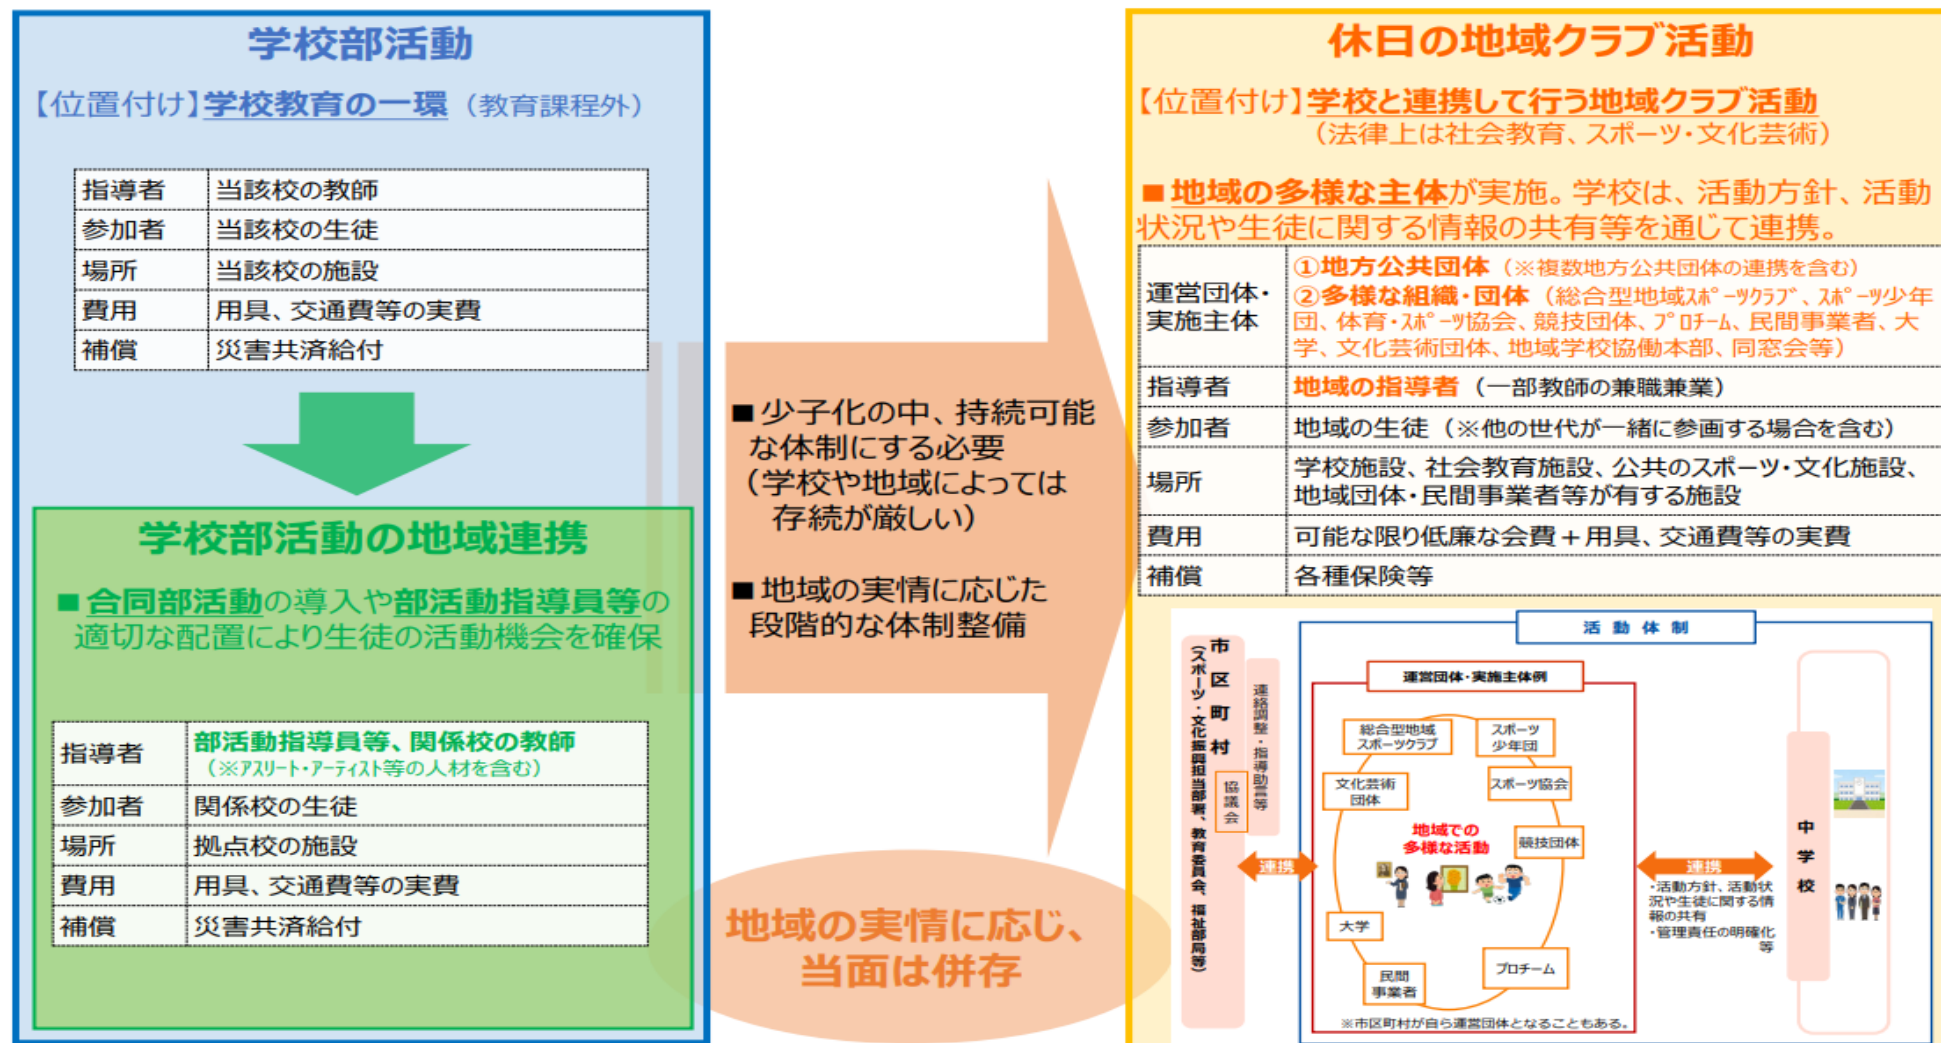 学校部活動
【位置付け】学校教育の一環（教育課程外）
指導者 当該校の教師
参加者 当該校の生徒
場所 当該校の施設
費用 用具、交通費等の実費
補償 災害共済給付
学校部活動の地域連携
■合同部活動の導入や部活動指導員等の
適切な配置により生徒の活動機会を確保
指導者 部活動指導員等、関係校の教師
（※ｱｽﾘｰﾄ・ｱｰﾃｨｽﾄ等の人材を含む）
参加者 関係校の生徒
場所 拠点校の施設
費用 用具、交通費等の実費
補償 災害共済給付
■少子化の中、持続可能
な体制にする必要
（学校や地域によっては
存続が厳しい）
■地域の実情に応じた
段階的な体制整備
地域の実情に応じ、
当面は併存
休日の地域クラブ活動
【位置付け】学校と連携して行う地域クラブ活動
（法律上は社会教育、スポーツ・文化芸術）
■地域の多様な主体が実施。学校は、活動方針、活動
状況や生徒に関する情報の共有等を通じて連携。
運営団体・
実施主体
①地方公共団体（※複数地方公共団体の連携を含む）
②多様な組織・団体（総合型地域ｽﾎﾟｰﾂｸﾗﾌﾞ、ｽﾎﾟｰﾂ少年
団、体育・ｽﾎﾟｰﾂ協会、競技団体、ﾌﾟﾛﾁｰﾑ、民間事業者、大
学、文化芸術団体、地域学校協働本部、同窓会等）
指導者 地域の指導者（一部教師の兼職兼業）
参加者 地域の生徒（※他の世代が一緒に参画する場合を含む）
場所
学校施設、社会教育施設、公共のスポーツ・文化施設、
地域団体・民間事業者等が有する施設
費用 可能な限り低廉な会費＋用具、交通費等の実費
補償 各種保険等
活動体制
市区町村
（スポーツ・文化振興担当部署、教育委員会、福祉部局等）
協議会
連絡調整・指導助言等
連携
運営団体・実施主体例
総合型地域
スポーツクラブ
スポーツ
少年団
文化芸術
団体
スポーツ協会
地域での
多様な活動
競技団体
大学
プロチーム
民間
事業者
※市区町村が自ら運営団体となることもある。
連携
・活動方針、活動状
況や生徒に関する情
報の共有
・管理責任の明確化
等
中学校